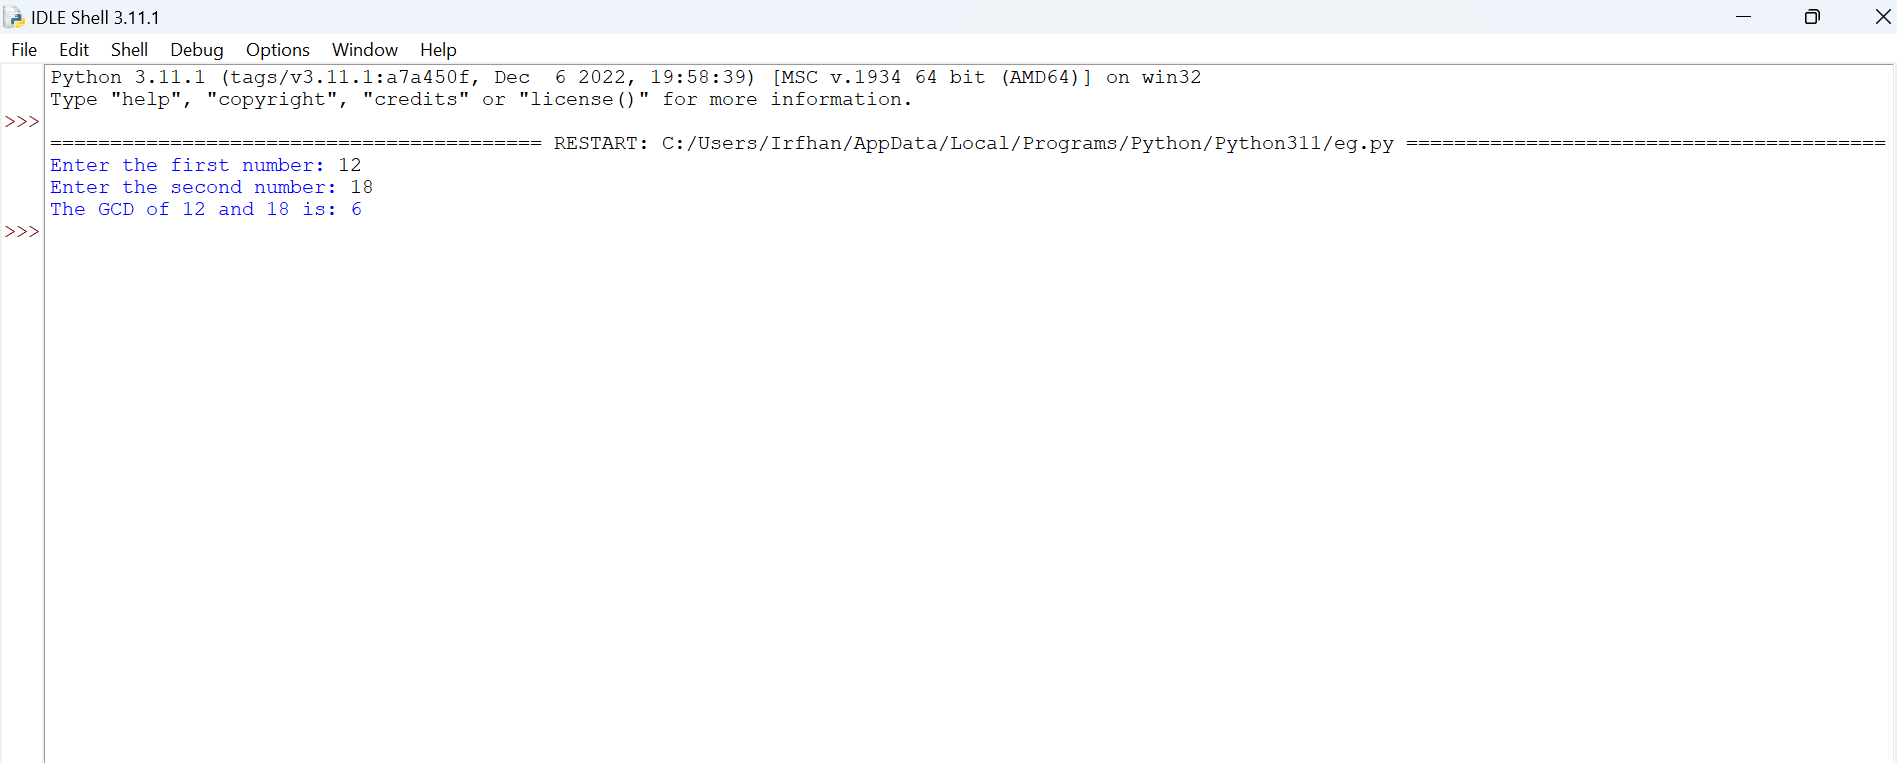 IDLE Shell 3.11.1
File Edit Shell Debug Options Window Help
Python 3.11.1 (tags/v3.11.1:a7a450f, Dec  6 2022, 19:58:39) [MSC v.1934 64 bit (AMD64)] on win32
Type "help", "copyright", "credits" or "license()" for more information.
>>>
========================================= RESTART: C:/Users/Irfhan/AppData/Local/Programs/Python/Python311/eg.py ========================================
Enter the first number: 12
Enter the second number: 18
The GCD of 12 and 18 is: 6
>>>